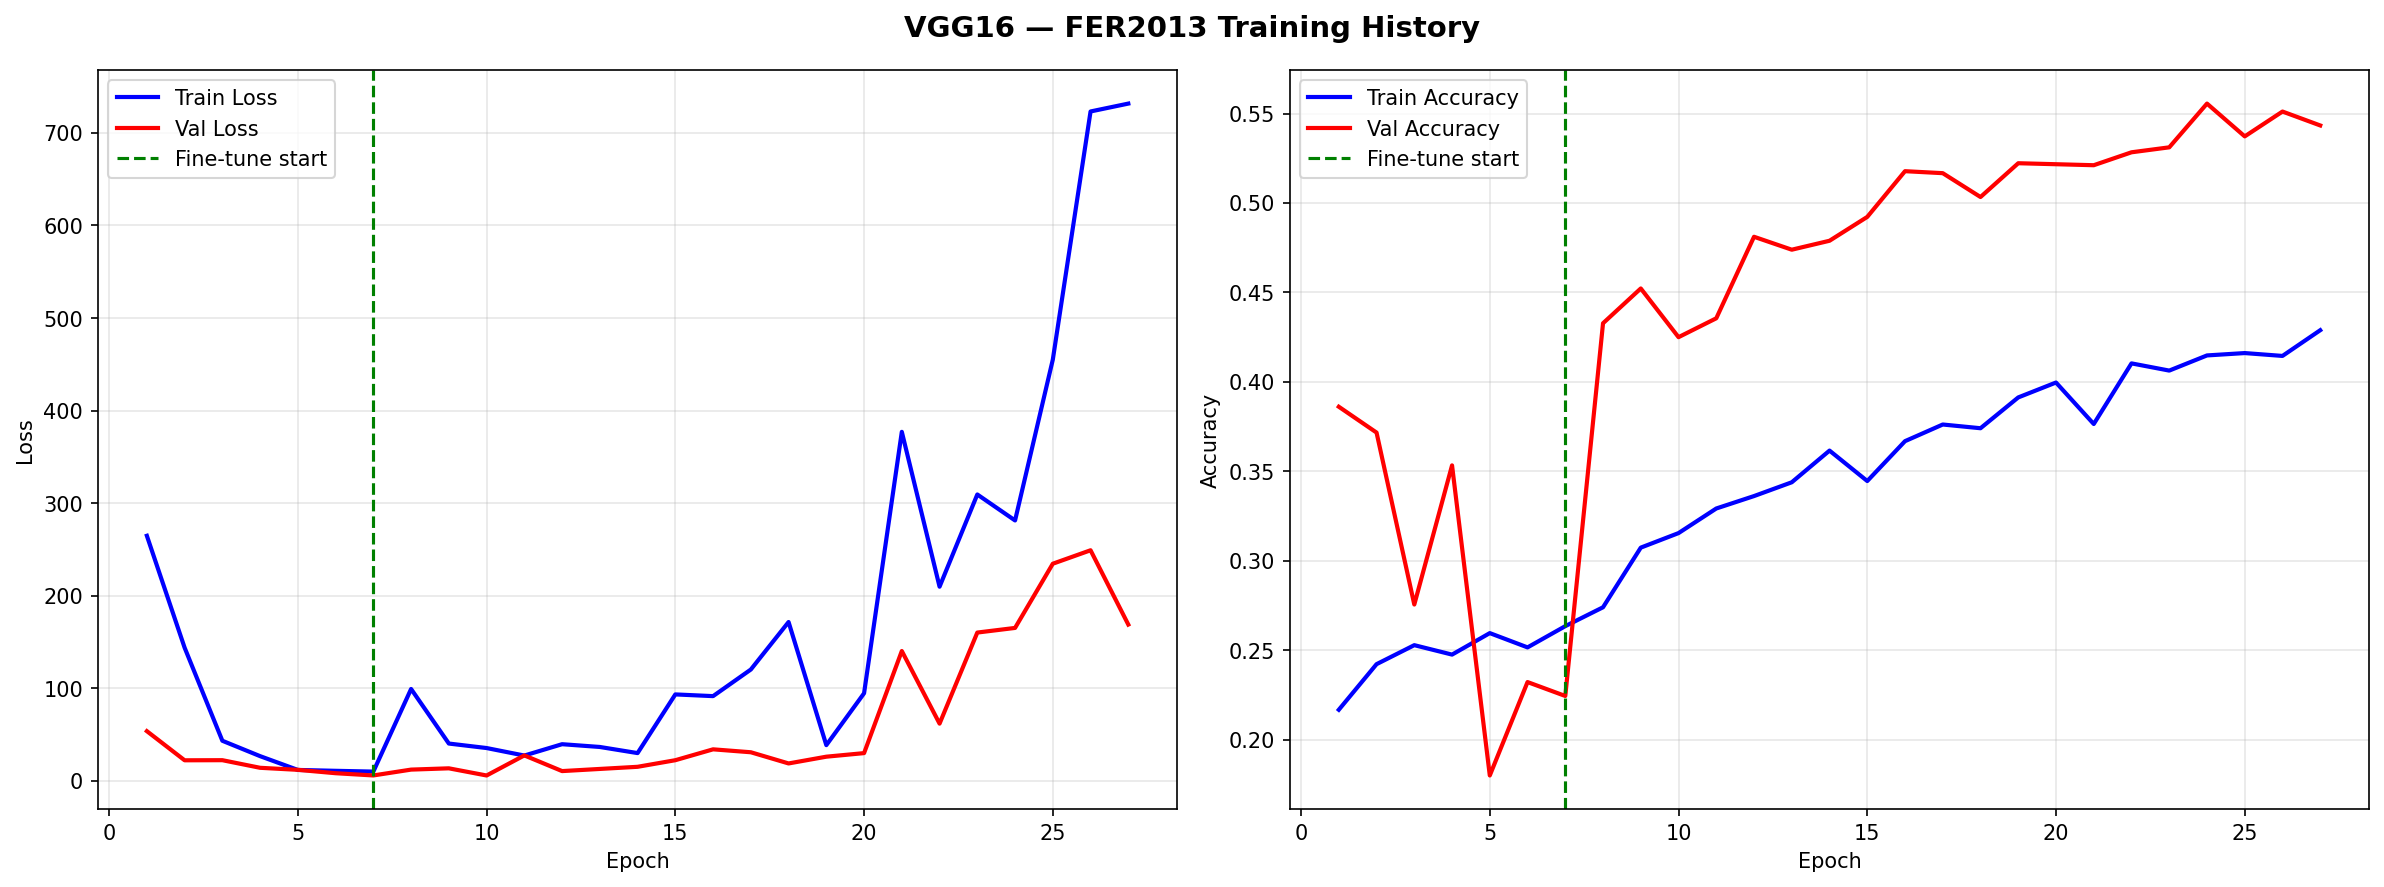 VGG16 — FER2013 Training History
Train Loss
Val Loss
Fine-tune start
Loss
700
600
500
400
300
200
100
0
0 5 10 15 20 25
Epoch
Train Accuracy
Val Accuracy
Fine-tune start
Accuracy
0.55
0.50
0.45
0.40
0.35
0.30
0.25
0.20
0 5 10 15 20 25
Epoch